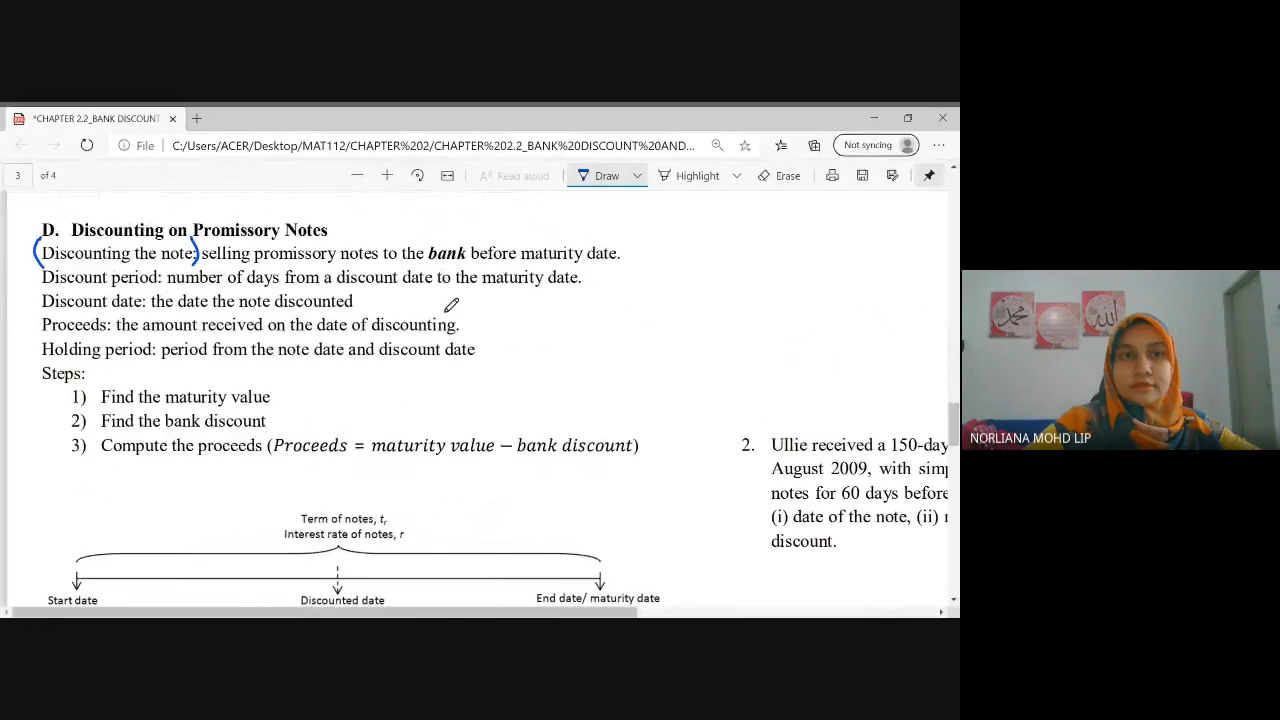 *CHAPTER 2.2_BANK DISCOUNT
File C:/Users/ACER/Desktop/MAT112/CHAPTER%202/CHAPTER%202.2_BANK%20DISCOUNT%20AND... Not syncing
3 of 4 Read aloud Draw Highlight Erase
D. Discounting on Promissory Notes
Discounting the note: selling promissory notes to the bank before maturity date.
Discount period: number of days from a discount date to the maturity date.
Discount date: the date the note discounted
Proceeds: the amount received on the date of discounting.
Holding period: period from the note date and discount date
Steps:
1) Find the maturity value
2) Find the bank discount
3) Compute the proceeds (Proceeds = maturity value − bank discount)
Term of notes, t,
Interest rate of notes, r
Start date Discounted date End date/ maturity date
2. Ullie received a 150-day
August 2009, with simp
notes for 60 days before
(i) date of the note, (ii)
discount.
NORLIANA MOHD LIP
محمد
الله